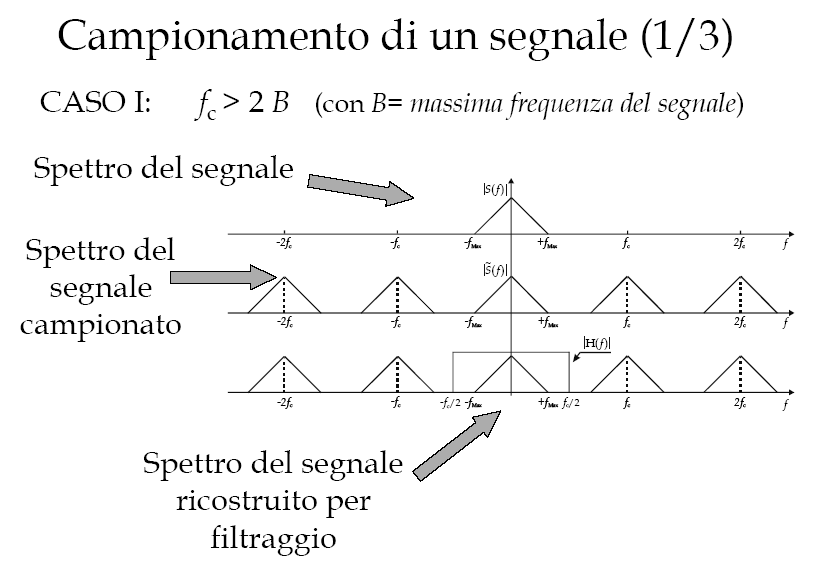 Campionamento di un segnale (1/3)
CASO I: fc > 2 B (con B= massima frequenza del segnale)
Spettro del segnale
|S(f)|
-2fc -fc -fMax +fMax fc 2fc f
Spettro del
segnale
campionato
|S̃(f)|
-2fc -fc -fMax +fMax fc 2fc f
|H(f)|
-2fc -fc -fc/2 -fMax +fMax fc/2 fc 2fc f
Spettro del segnale
ricostruito per
filtraggio